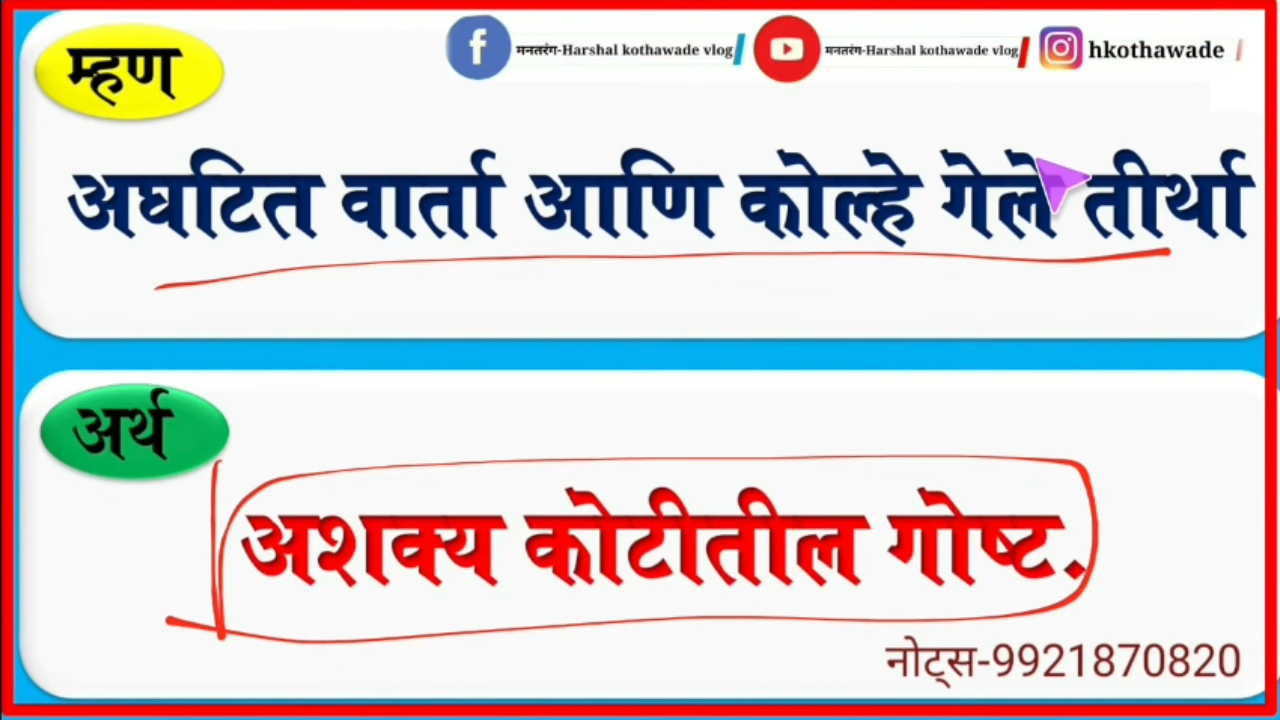 म्हण
मनतरंग-Harshal kothawade vlog
मनतरंग-Harshal kothawade vlog
hkothawade
अघटित वार्ता आणि कोल्हे गेले तीर्था
अर्थ
अशक्य कोटीतील गोष्ट.
नोट्स-9921870820